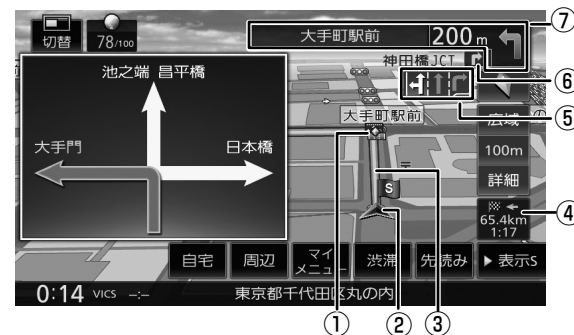 ⑦
切替
78/100
大手町駅前 200m
神田橋JCT
⑥
池之端 昌平橋
大手門
日本橋
⑤
大手町駅前
広域
100m
詳細
S
④
65.4km
1:17
自宅
周辺
マイメニュー
渋滞
先読み
▶ 表示S
0:14 VICS –:–
東京都千代田区丸の内
① ② ③